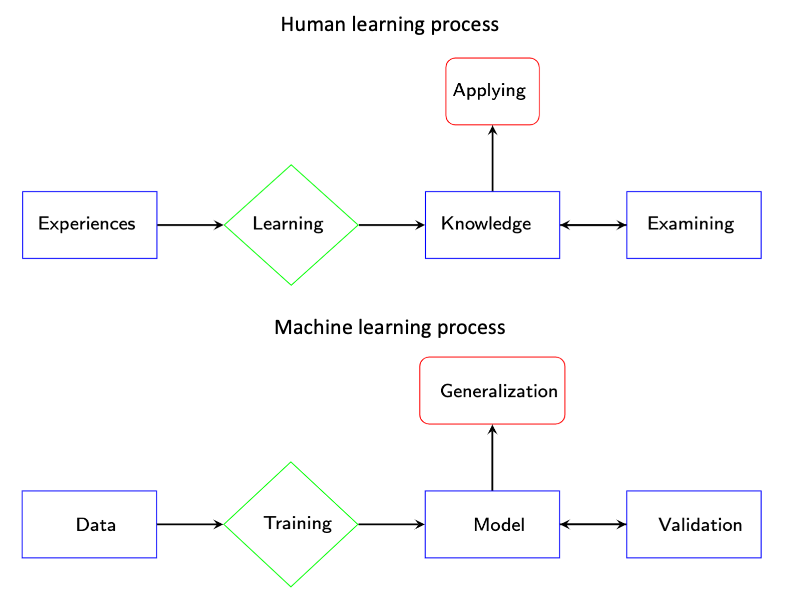 Human learning process
Applying
Experiences
Learning
Knowledge
Examining
Machine learning process
Generalization
Data
Training
Model
Validation